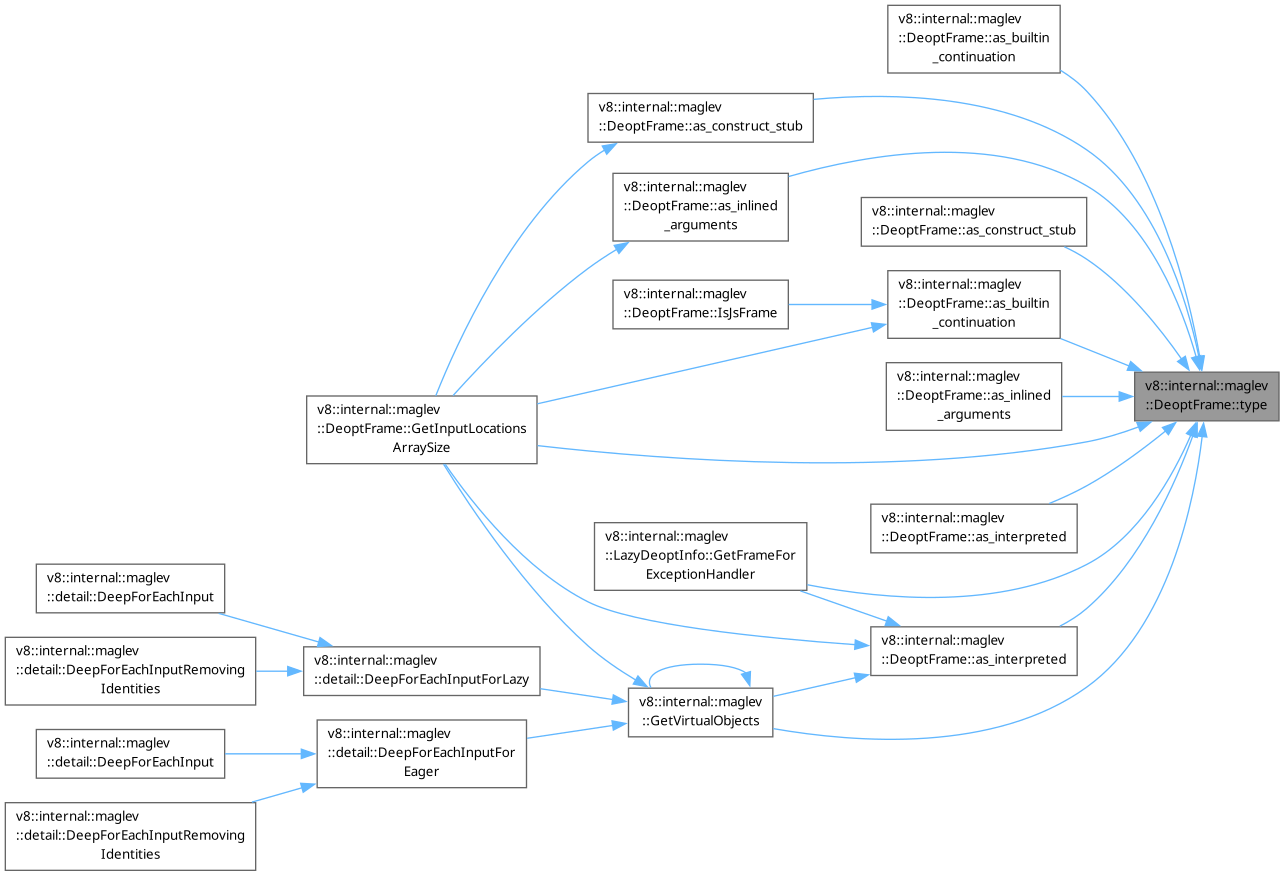 v8::internal::maglev
::DeoptFrame::as_builtin
_continuation
v8::internal::maglev
::DeoptFrame::as_construct_stub
v8::internal::maglev
::DeoptFrame::as_inlined
_arguments
v8::internal::maglev
::DeoptFrame::as_construct_stub
v8::internal::maglev
::DeoptFrame::IsJsFrame
v8::internal::maglev
::DeoptFrame::as_builtin
_continuation
v8::internal::maglev
::DeoptFrame::as_inlined
_arguments
v8::internal::maglev
::DeoptFrame::type
v8::internal::maglev
::DeoptFrame::GetInputLocations
ArraySize
v8::internal::maglev
::DeoptFrame::as_interpreted
v8::internal::maglev
::LazyDeoptInfo::GetFrameFor
ExceptionHandler
v8::internal::maglev
::detail::DeepForEachInput
v8::internal::maglev
::DeoptFrame::as_interpreted
v8::internal::maglev
::detail::DeepForEachInputRemoving
Identities
v8::internal::maglev
::detail::DeepForEachInputForLazy
v8::internal::maglev
::GetVirtualObjects
v8::internal::maglev
::detail::DeepForEachInputFor
Eager
v8::internal::maglev
::detail::DeepForEachInput
v8::internal::maglev
::detail::DeepForEachInputRemoving
Identities